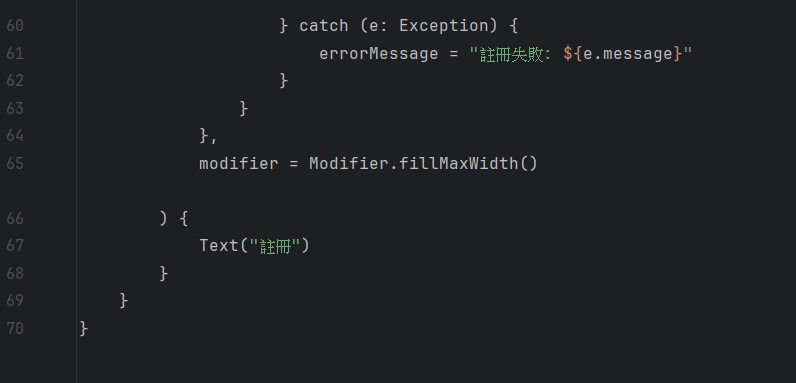 60 } catch (e: Exception) {
61 errorMessage = "註冊失敗: ${e.message}"
62 }
63 }
64 },
65 modifier = Modifier.fillMaxWidth()
66 ) {
67 Text("註冊")
68 }
69 }
70 }